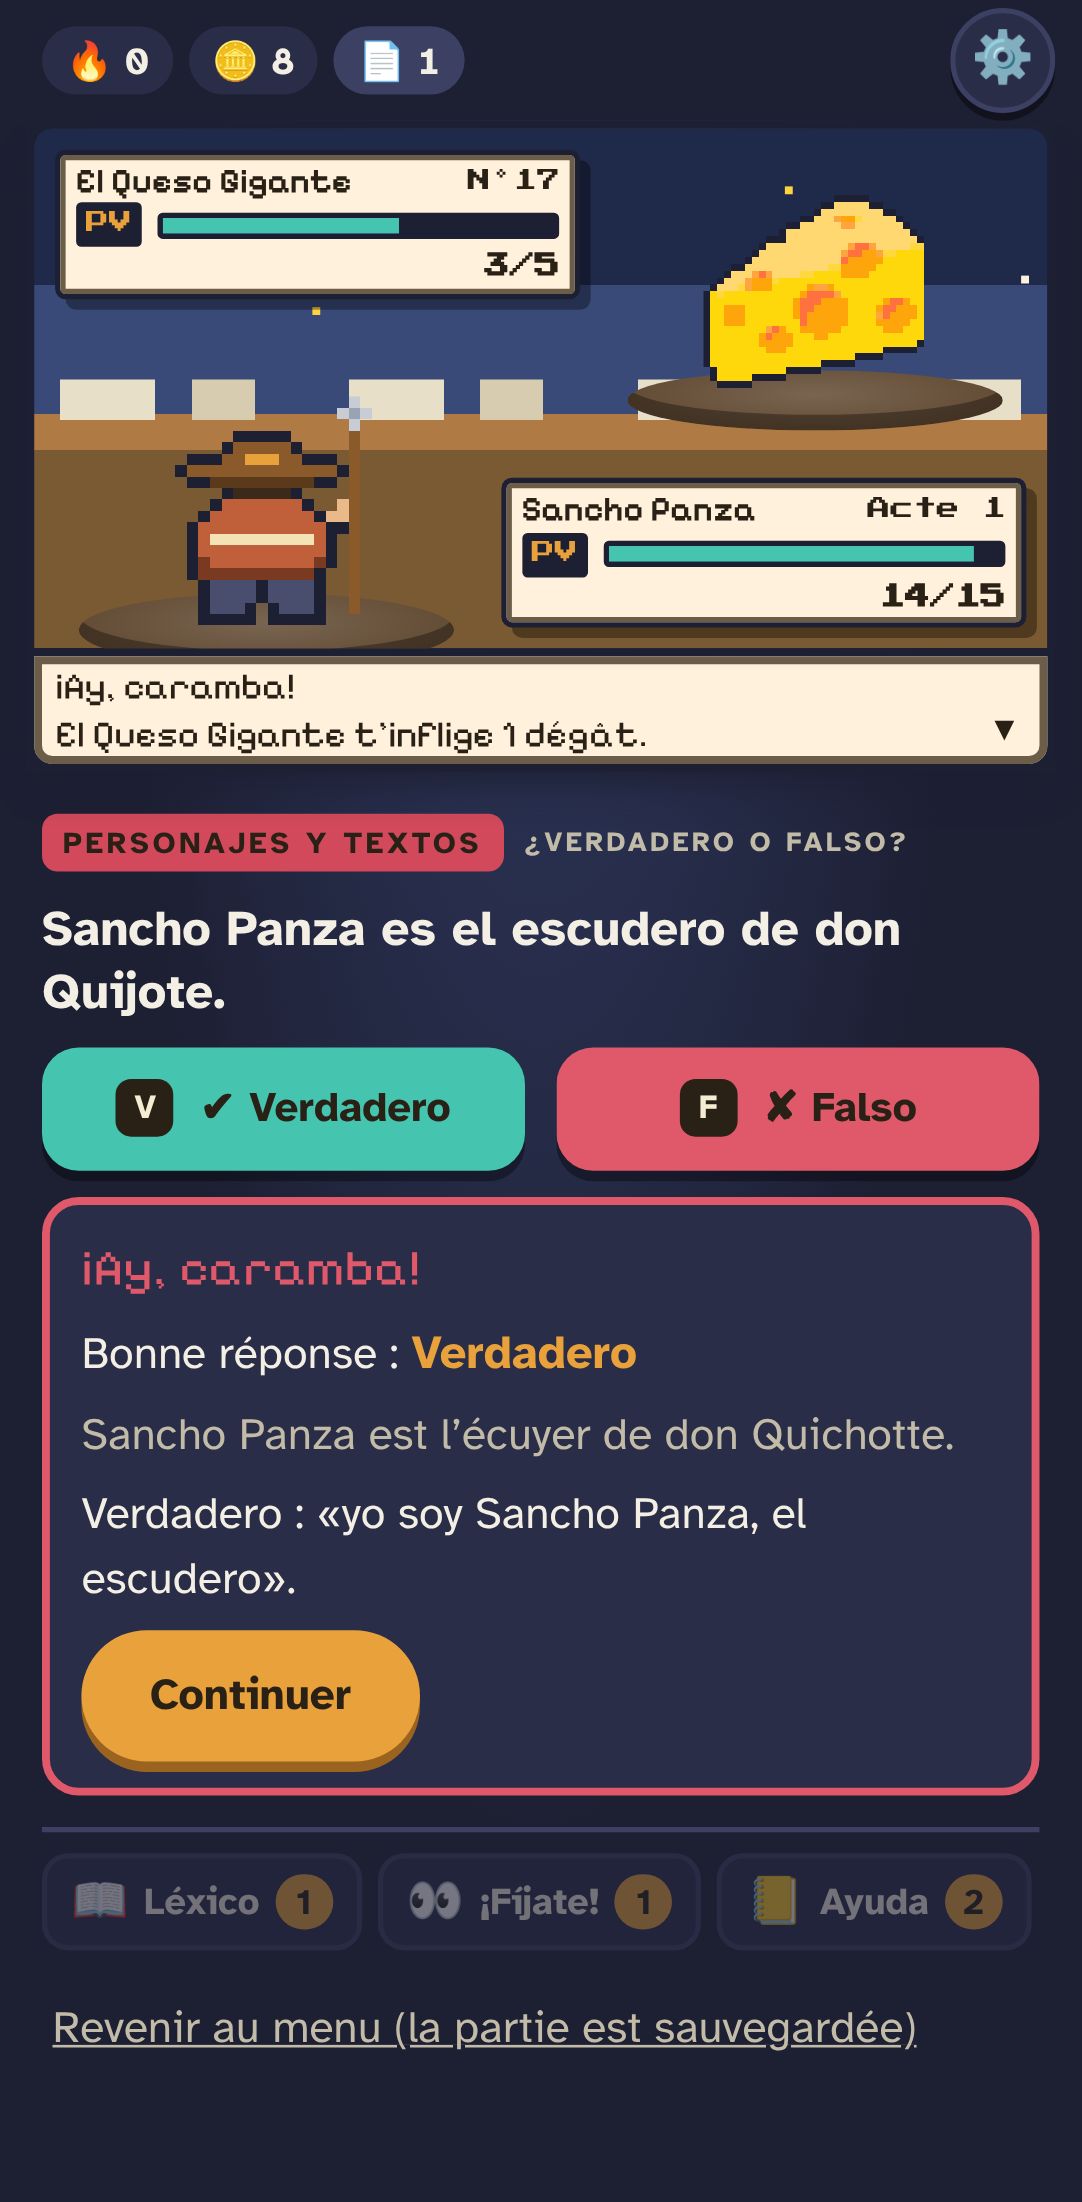 🔥 0 🪙 8 📄 1 ⚙️
El Queso Gigante N°17
PV
3/5
Sancho Panza Acte 1
PV
14/15
¡Ay, caramba!
El Queso Gigante t'inflige 1 dégât.
▼
PERSONAJES Y TEXTOS ¿VERDADERO O FALSO?
Sancho Panza es el escudero de don
Quijote.
V ✔ Verdadero
F ✘ Falso
¡Ay, caramba!
Bonne réponse : Verdadero
Sancho Panza est l’écuyer de don Quichotte.
Verdadero : «yo soy Sancho Panza, el
escudero».
Continuer
📖 Léxico 1
👀 ¡Fíjate! 1
📒 Ayuda 2
Revenir au menu (la partie est sauvegardée)